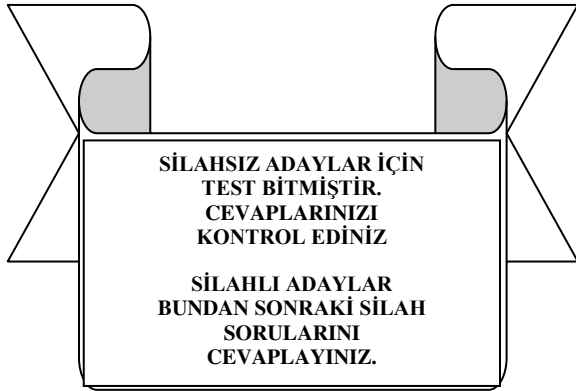 SİLAHSIZ ADAYLAR İÇİN
TEST BİTMİŞTİR.
CEVAPLARINIZI
KONTROL EDİNİZ
SİLAHLI ADAYLAR
BUNDAN SONRAKİ SİLAH
SORULARINI
CEVAPLAYINIZ.